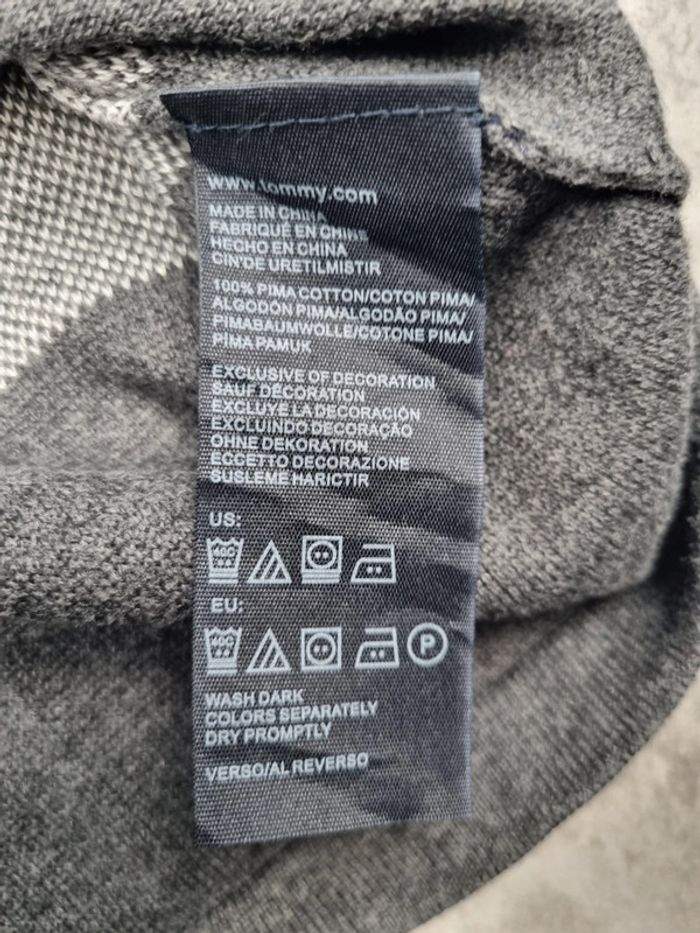 www.tommy.com
MADE IN CHINA
FABRIQUÉ EN CHINE
HECHO EN CHINA
CIN'DE URETILMISTIR
100% PIMA COTTON/COTON PIMA/
ALGODÓN PIMA/ALGODÃO PIMA/
PIMABAUMWOLLE/COTONE PIMA/
PIMA PAMUK
EXCLUSIVE OF DECORATION
SAUF DÉCORATION
EXCLUYE LA DECORACIÓN
EXCLUINDO DECORAÇÃO
OHNE DEKORATION
ECCETTO DECORAZIONE
SUSLEME HARICTIR
US:
40C
EU:
40C P
WASH DARK
COLORS SEPARATELY
DRY PROMPTLY
VERSO/AL REVERSO